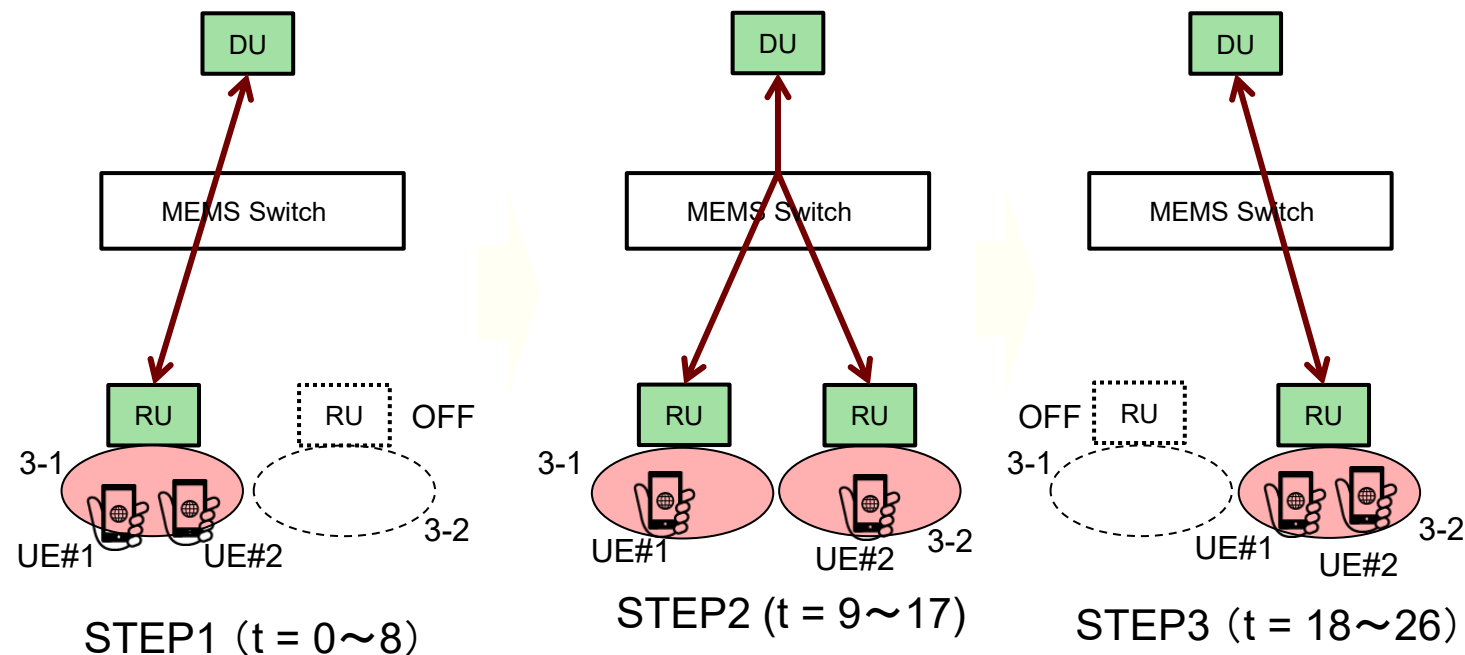 DU
MEMS Switch
RU
RU
OFF
3-1
3-2
UE#1
UE#2
STEP1（t = 0～8）
DU
MEMS Switch
RU
RU
3-1
3-2
UE#1
UE#2
STEP2 (t = 9～17)
DU
MEMS Switch
OFF
RU
RU
3-1
3-2
UE#1
UE#2
STEP3（t = 18～26）